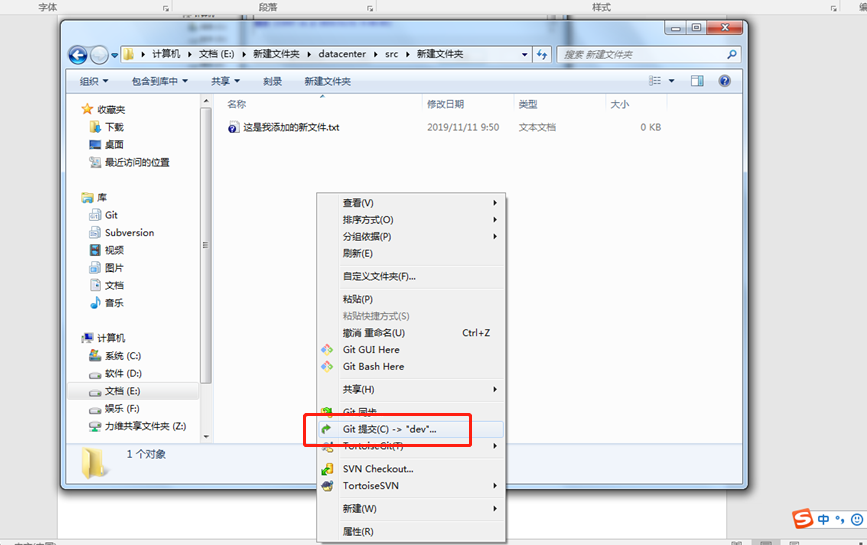 字体
段落
样式
计算机 文档 (E:) 新建文件夹 datacenter src 新建文件夹
搜索 新建文件夹
组织 包含到库中 共享 刻录 新建文件夹
收藏夹
下载
桌面
最近访问的位置
库
Git
Subversion
视频
图片
文档
音乐
计算机
系统 (C:)
软件 (D:)
文档 (E:)
娱乐 (F:)
力维共享文件夹 (Z:)
名称 修改日期 类型 大小
这是我添加的新文件.txt 2019/11/11 9:50 文本文档 0 KB
查看(V)
排序方式(O)
分组依据(P)
刷新(E)
自定义文件夹(F)...
粘贴(P)
粘贴快捷方式(S)
撤消 重命名(U) Ctrl+Z
Git GUI Here
Git Bash Here
共享(H)
Git 同步
Git 提交(C) -> "dev"...
TortoiseGit(T)
SVN Checkout...
TortoiseSVN
新建(W)
属性(R)
1 个对象
S 中